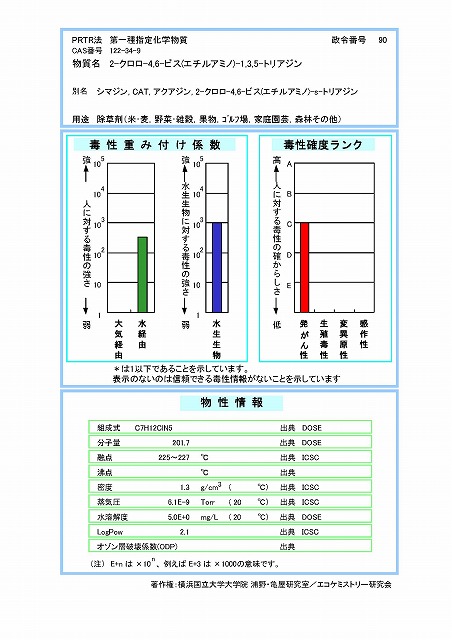 PRTR法 第一種指定化学物質 政令番号 90
CAS番号 122-34-9
物質名 2-クロロ-4,6-ビス(エチルアミノ)-1,3,5-トリアジン
別名 シマジン, CAT, アクアジン, 2-クロロ-4,6-ビス(エチルアミノ)-s-トリアジン
用途 除草剤(米・麦, 野菜・雑穀, 果物, ゴルフ場, 家庭園芸, 森林その他)
毒性重み付け係数
強 10^5
10^4
10^3
10^2
10
弱 1
人に対する毒性の強さ
大気経由
水経由
強 10^5
10^4
10^3
10^2
10
弱 1
水生生物に対する毒性の強さ
水生生物
毒性確度ランク
高 A
B
C
D
E
低
人に対する毒性の確からしさ
発がん性
生殖毒性
変異原性
感作性
*は1以下であることを示しています。
表示のないのは信頼できる毒性情報がないことを示しています
物性情報
組成式 C7H12ClN5 出典 DOSE
分子量 201.7 出典 DOSE
融点 225~227 ℃ 出典 ICSC
沸点 ℃ 出典
密度 1.3 g/cm3 ( ℃) 出典 ICSC
蒸気圧 6.1E-9 Torr (20 ℃) 出典 ICSC
水溶解度 5.0E+0 mg/L (20 ℃) 出典 DOSE
LogPow 2.1 出典 ICSC
オゾン層破壊係数(ODP) 出典
(注) E+n は ×10n、例えば E+3 は ×1000の意味です。
著作権:横浜国立大学大学院 浦野・亀屋研究室/エコケミストリー研究会